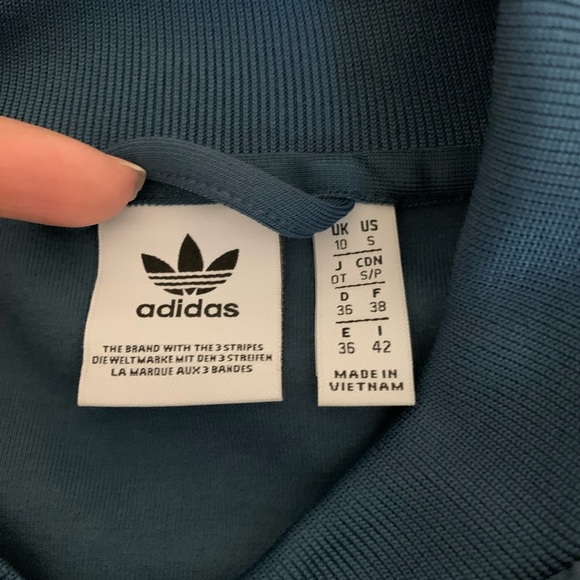 adidas
THE BRAND WITH THE 3 STRIPES
DIE WELTMARKE MIT DEN 3 STREIFEN
LA MARQUE AUX 3 BANDES
UK US
10 S
J CDN
OT S/P
D F
36 38
E I
36 42
MADE IN
VIETNAM